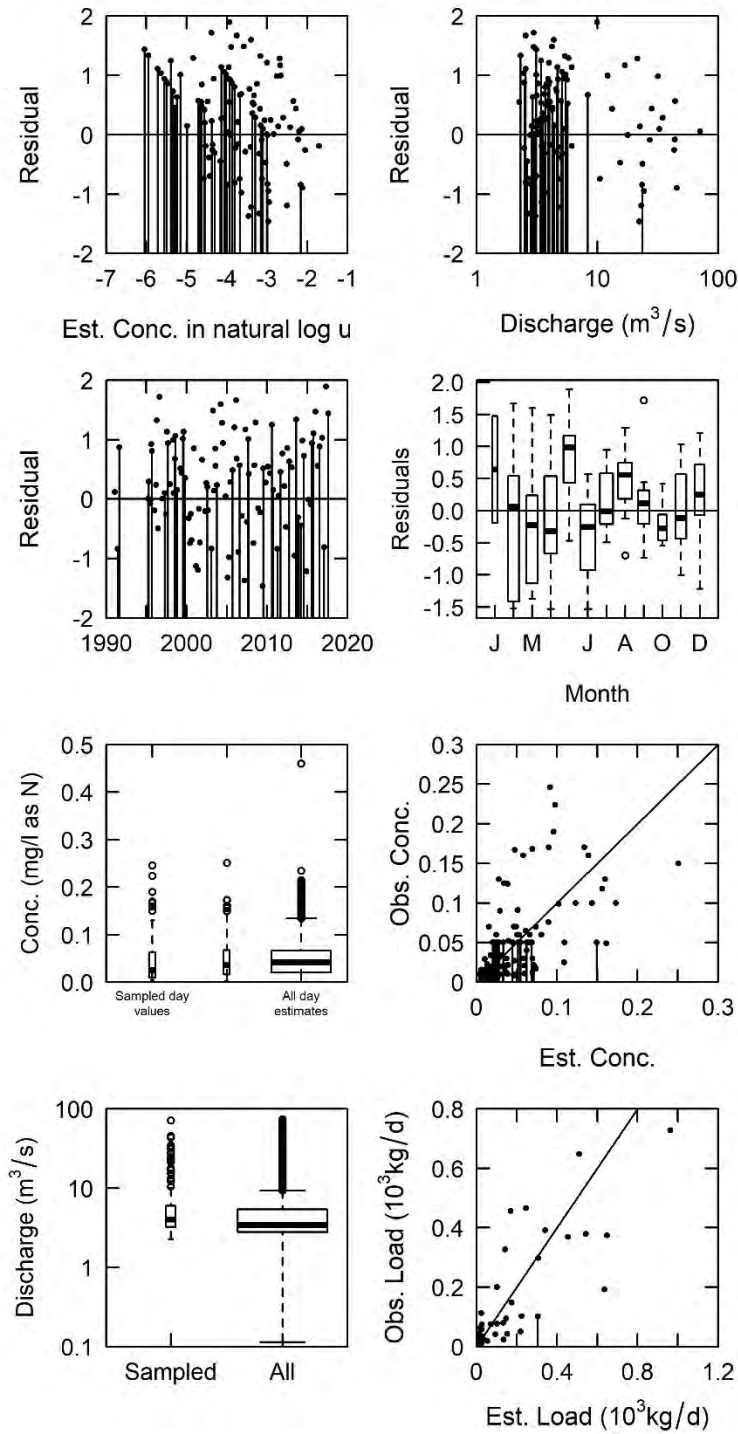 2
1
0
-1
-2
Residual
-7 -6 -5 -4 -3 -2 -1
Est. Conc. in natural log u
2
1
0
-1
-2
Residual
1 10 100
Discharge (m³/s)
2
1
0
-1
-2
Residual
1990 2000 2010 2020
2.0
1.5
1.0
0.5
0.0
-0.5
-1.0
-1.5
Residuals
J M J A O D
Month
0.5
0.4
0.3
0.2
0.1
0.0
Conc. (mg/l as N)
Sampled day
values
All day
estimates
0.3
0.25
0.2
0.15
0.1
0.05
0
Obs. Conc.
0 0.1 0.2 0.3
Est. Conc.
100
10
1
0.1
Discharge (m³/s)
Sampled All
0.8
0.6
0.4
0.2
0
Obs. Load (10³kg/d)
0 0.4 0.8 1.2
Est. Load (10³kg/d)